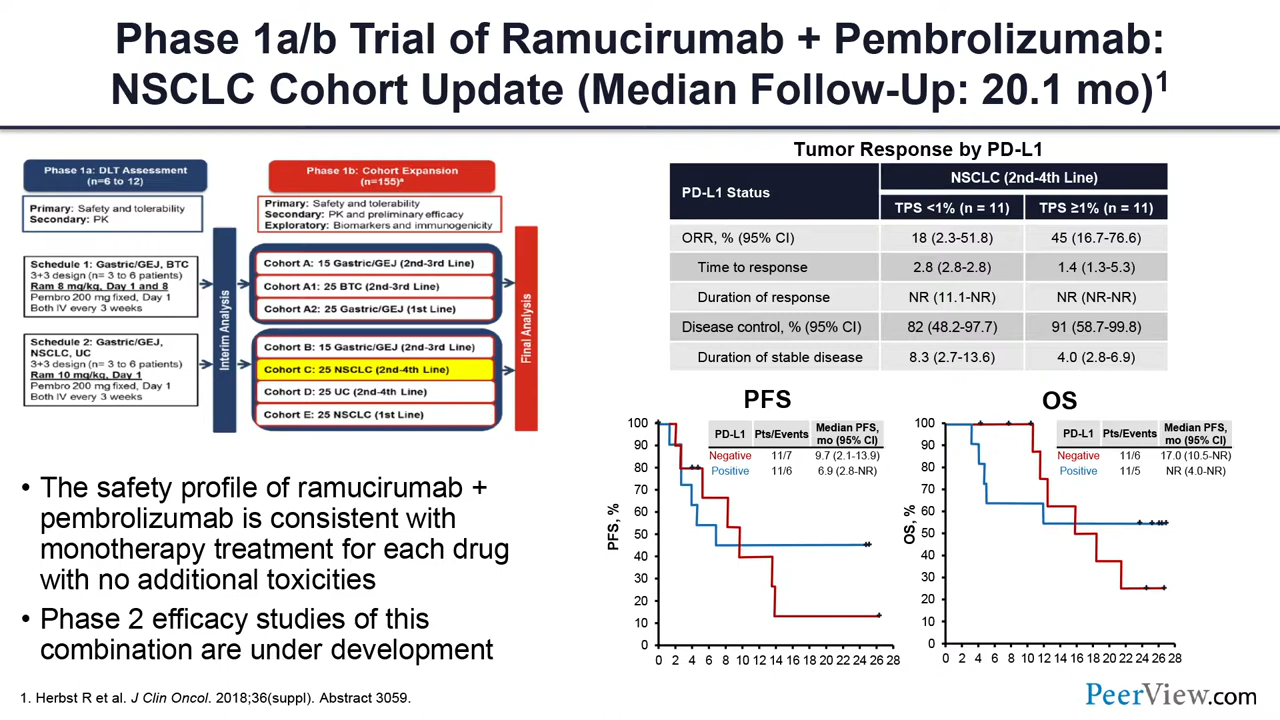 Phase 1a/b Trial of Ramucirumab + Pembrolizumab:
NSCLC Cohort Update (Median Follow-Up: 20.1 mo)1
Phase 1a: DLT Assessment
(n=6 to 12)
Primary: Safety and tolerability
Secondary: PK
Schedule 1: Gastric/GEJ, BTC
3+3 design (n= 3 to 6 patients)
Ram 8 mg/kg, Day 1 and 8
Pembro 200 mg fixed, Day 1
Both IV every 3 weeks
Schedule 2: Gastric/GEJ,
NSCLC, UC
3+3 design (n= 3 to 6 patients)
Ram 10 mg/kg, Day 1
Pembro 200 mg fixed, Day 1
Both IV every 3 weeks
Interim Analysis
Phase 1b: Cohort Expansion
(n=155)a
Primary: Safety and tolerability
Secondary: PK and preliminary efficacy
Exploratory: Biomarkers and immunogenicity
Cohort A: 15 Gastric/GEJ (2nd-3rd Line)
Cohort A1: 25 BTC (2nd-3rd Line)
Cohort A2: 25 Gastric/GEJ (1st Line)
Cohort B: 15 Gastric/GEJ (2nd-3rd Line)
Cohort C: 25 NSCLC (2nd-4th Line)
Cohort D: 25 UC (2nd-4th Line)
Cohort E: 25 NSCLC (1st Line)
Final Analysis
Tumor Response by PD-L1
PD-L1 Status
NSCLC (2nd-4th Line)
TPS <1% (n = 11) TPS ≥1% (n = 11)
ORR, % (95% CI) 18 (2.3-51.8) 45 (16.7-76.6)
Time to response 2.8 (2.8-2.8) 1.4 (1.3-5.3)
Duration of response NR (11.1-NR) NR (NR-NR)
Disease control, % (95% CI) 82 (48.2-97.7) 91 (58.7-99.8)
Duration of stable disease 8.3 (2.7-13.6) 4.0 (2.8-6.9)
PFS
PFS, %
100
90
80
70
60
50
40
30
20
10
0
0 2 4 6 8 10 12 14 16 18 20 22 24 26 28
PD-L1 Pts/Events Median PFS,
mo (95% CI)
Negative 11/7 9.7 (2.1-13.9)
Positive 11/6 6.9 (2.8-NR)
OS
OS, %
100
90
80
70
60
50
40
30
20
10
0
0 2 4 6 8 10 12 14 16 18 20 22 24 26 28
PD-L1 Pts/Events Median PFS,
mo (95% CI)
Negative 11/6 17.0 (10.5-NR)
Positive 11/5 NR (4.0-NR)
• The safety profile of ramucirumab +
pembrolizumab is consistent with
monotherapy treatment for each drug
with no additional toxicities
• Phase 2 efficacy studies of this
combination are under development
1. Herbst R et al. J Clin Oncol. 2018;36(suppl). Abstract 3059.
PeerView.com